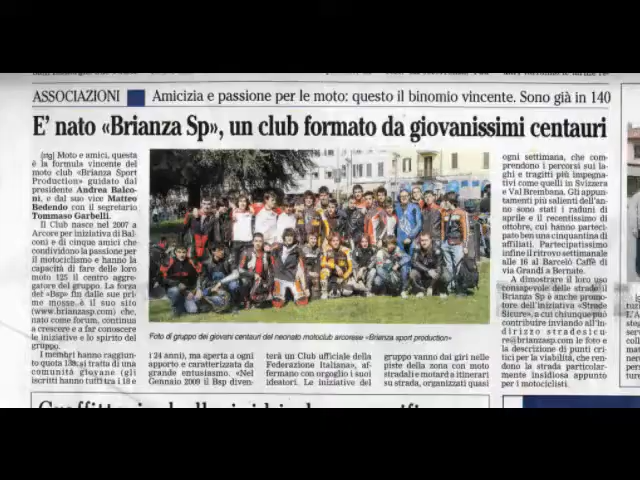 ASSOCIAZIONI Amicizia e passione per le moto: questo il binomio vincente. Sono già in 140
E' nato «Brianza Sp», un club formato da giovanissimi centauri
(rtg) Moto e amici, questa
è la formula vincente del
moto club «Brianza Sport
Production» guidato dal
presidente Andrea Balco-
ni, e dal suo vice Matteo
Bedendo con il segretario
Tommaso Garbelli.
Il Club nasce nel 2007 a
Arcore per iniziativa di Bal-
coni e di cinque amici che
condividono la passione per
il motociclismo e hanno la
capacità di fare delle loro
moto 125 il centro aggre-
gatore del gruppo. La forza
del «Bsp» fin dalle sue pri-
me mosse è il suo sito
(www.brianzasp.com) che,
nato come forum, continua
a crescere e a far conoscere
le iniziative e lo spirito del
gruppo.
I membri hanno raggiun-
to quota 138, si tratta di una
comunità giovane (gli
iscritti hanno tutti tra i 18 e
Foto di gruppo dei giovani centauri del neonato motoclub arcorese «Brianza sport production»
i 24 anni), ma aperta a ogni
apporto e caratterizzata da
grande entusiasmo. «Nel
Gennaio 2009 il Bsp diven-
terà un Club ufficiale della
Federazione Italiana», af-
fermano con orgoglio i suoi
ideatori. Le iniziative del
gruppo vanno dai giri nelle
piste della zona con moto
stradali e motard a itinerari
su strada, organizzati quasi
ogni settimana, che com-
prendono i percorsi sui la-
ghi e tragitti più impegna-
tivi come quelli in Svizzera
e Val Brembana. Gli appun-
tamenti più salienti dell'an-
no sono stati i raduni di
aprile e il recentissimo di
ottobre, cui hanno partecipa-
to ben una cinquantina di
affiliati. Partecipatissimo
infine il ritrovo settimanale
alle 16 al Barcelò Caffè di
via Grandi a Bernate.
A dimostrare il loro uso
consapevole delle strade il
Brianza Sp è anche promo-
tore dell'iniziativa «Strade
Sicure», a cui chiunque può
contribuire inviando all'in-
dirizzo stradesicu-
re@brianzasp.com le foto e
la descrizione di punti cri-
tici per la viabilità, che ren-
dono la strada particolar-
mente insidiosa appunto
per i motociclisti.